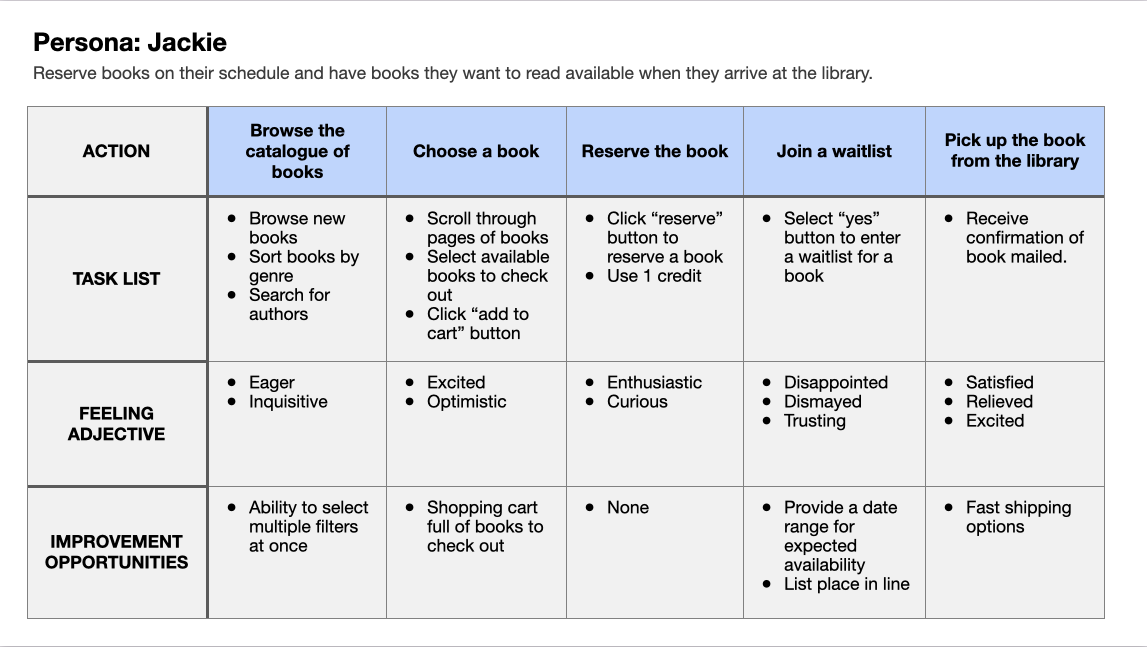 Persona: Jackie
Reserve books on their schedule and have books they want to read available when they arrive at the library.
ACTION
Browse the
catalogue of
books
Choose a book
Reserve the book
Join a waitlist
Pick up the book
from the library
TASK LIST
● Browse new
books
● Sort books by
genre
● Search for
authors
● Scroll through
pages of books
● Select available
books to check
out
● Click “add to
cart” button
● Click “reserve”
button to
reserve a book
● Use 1 credit
● Select “yes”
button to enter
a waitlist for a
book
● Receive
confirmation of
book mailed.
FEELING
ADJECTIVE
● Eager
● Inquisitive
● Excited
● Optimistic
● Enthusiastic
● Curious
● Disappointed
● Dismayed
● Trusting
● Satisfied
● Relieved
● Excited
IMPROVEMENT
OPPORTUNITIES
● Ability to select
multiple filters
at once
● Shopping cart
full of books to
check out
● None
● Provide a date
range for
expected
availability
● List place in line
● Fast shipping
options